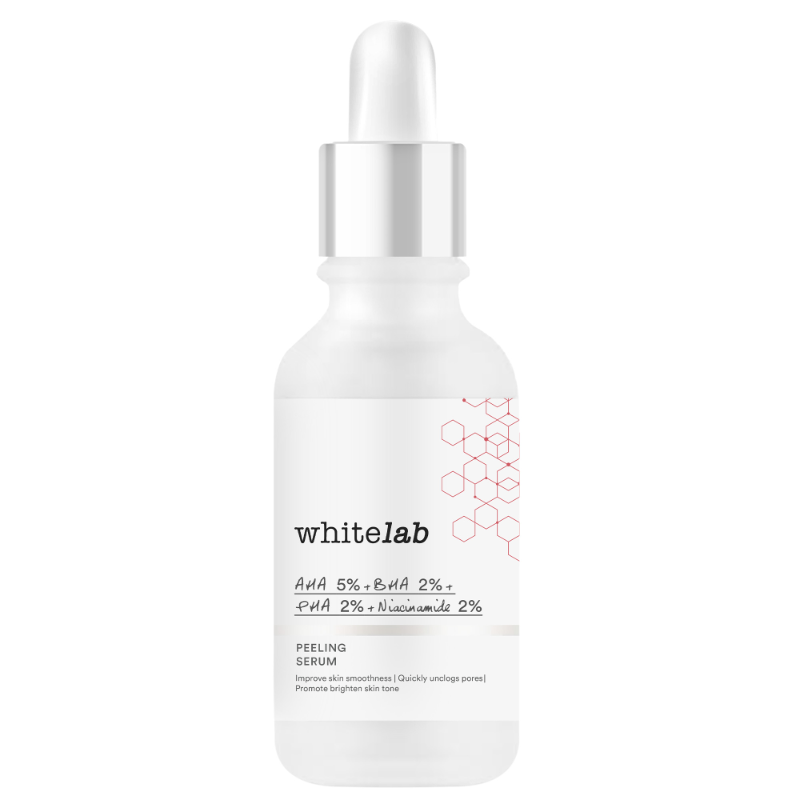 whitelab
AHA 5% + BHA 2% +
PHA 2% + Niacinamide 2%
PEELING
SERUM
Improve skin smoothness | Quickly unclogs pores|
Promote brighten skin tone